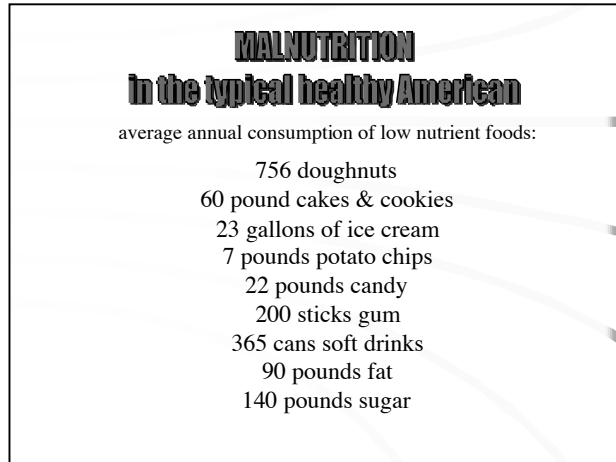 MALNUTRITION
in the typical healthy American
average annual consumption of low nutrient foods:
756 doughnuts
60 pound cakes & cookies
23 gallons of ice cream
7 pounds potato chips
22 pounds candy
200 sticks gum
365 cans soft drinks
90 pounds fat
140 pounds sugar